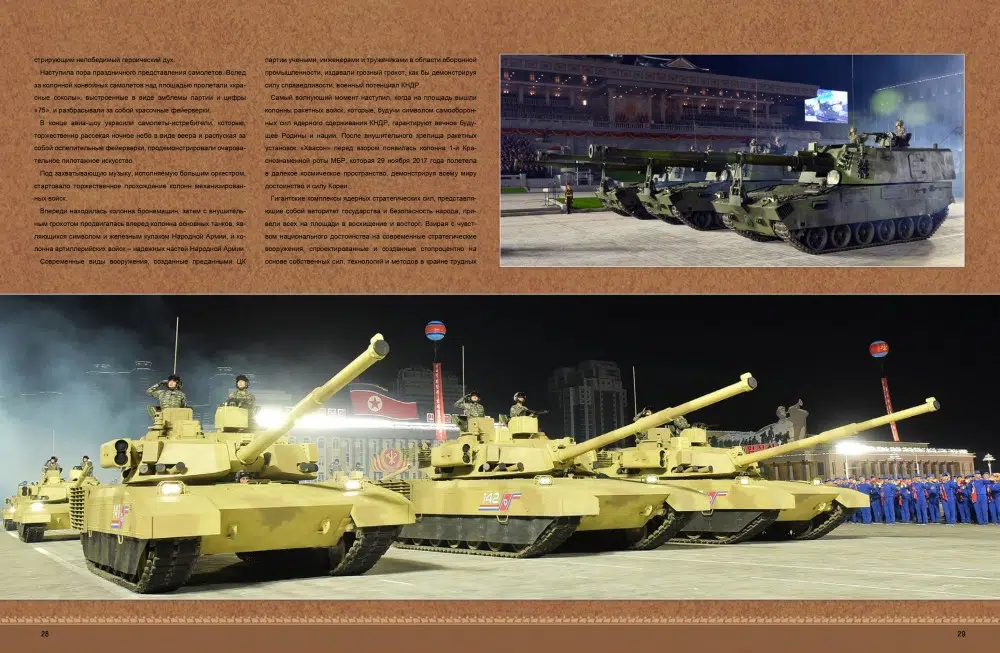 стрирующим непобедимый героический дух.
Наступила пора праздничного представления самолетов. Вслед
за колонной конвойных самолетов над площадью пролетали «кра-
сные соколы», выстроенные в виде эмблемы партии и цифры
«75», и разбрасывали за собой красочные фейерверки.
В конце авиа-шоу украсили самолеты-истребители, которые,
торжественно рассекая ночное небо в виде веера и распуская за
собой ослепительные фейерверки, продемонстрировали очарова-
тельное пилотажное искусство.
Под захватывающую музыку, исполняемую большим оркестром,
стартовало торжественное прохождение колонн механизирован-
ных войск.
Впереди находилась колонна бронемашин, затем с внушитель-
ным грохотом продвигалась вперед колонна основных танков, яв-
ляющихся символом и железным кулаком Народной Армии, и ко-
лонна артиллерийских войск – надежных частей Народной Армии.
Современные виды вооружения, созданные преданными ЦК
партии учеными, инженерами и тружениками в области оборонной
промышленности, издавали грозный грохот, как бы демонстрируя
силу справедливости, военный потенциал КНДР.
Самый волнующий момент наступил, когда на площадь вышли
колонны ракетных войск, которые, будучи символом самооборон-
ных сил ядерного сдерживания КНДР, гарантируют вечное буду-
щее Родины и нации. После внушительного зрелища ракетных
установок «Хвасон» перед взором появилась колонна 1-й Кра-
снознаменной роты МБР, которая 29 ноября 2017 года полетела
в далекое космическое пространство, демонстрируя всему миру
достоинство и силу Кореи.
Гигантские комплексы ядерных стратегических сил, представля-
ющие собой авторитет государства и безопасность народа, при-
вели всех на площади в восхищение и восторг. Взирая с чувст-
вом национального достоинства на современные стратегические
вооружения, спроектированные и созданные стопроцентно на
основе собственных сил, технологий и методов в крайне трудных
141
142
28
29